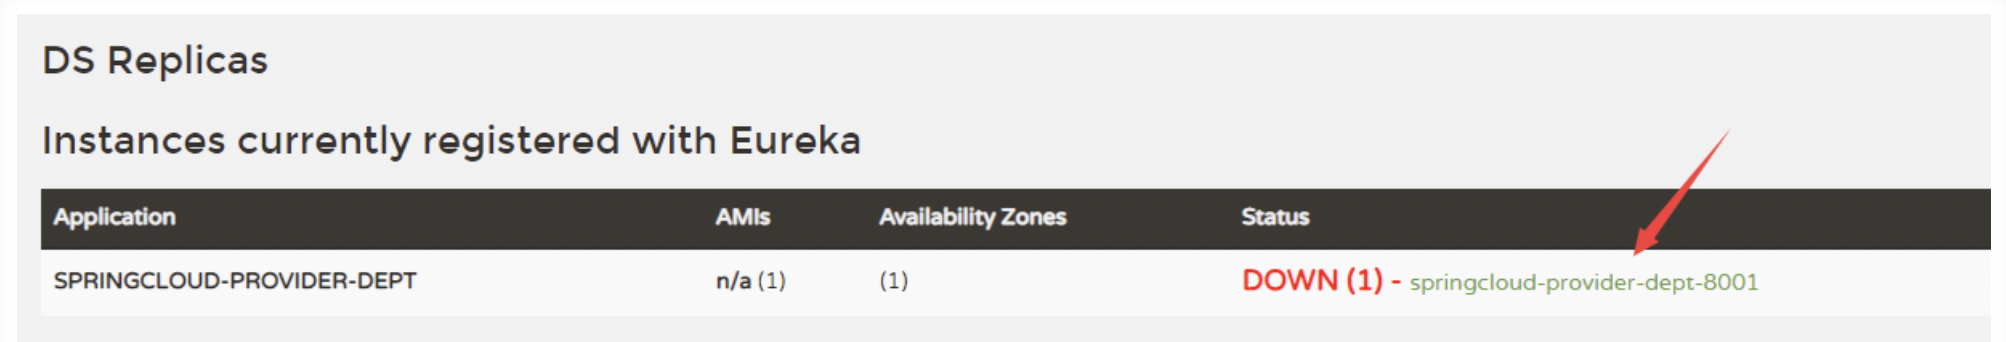 DS Replicas
Instances currently registered with Eureka
Application AMIs Availability Zones Status
SPRINGCLOUD-PROVIDER-DEPT n/a (1) (1) DOWN (1) - springcloud-provider-dept-8001